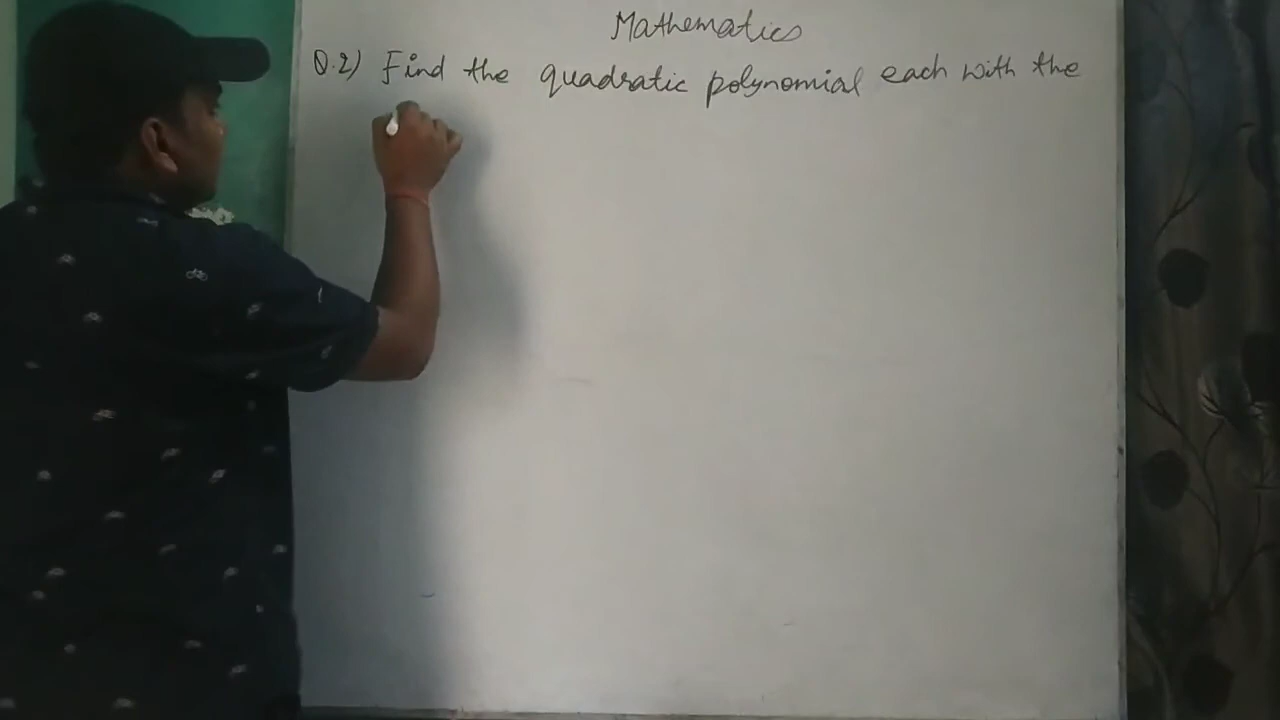 Mathematics
Q.2) Find the quadratic polynomial each with the